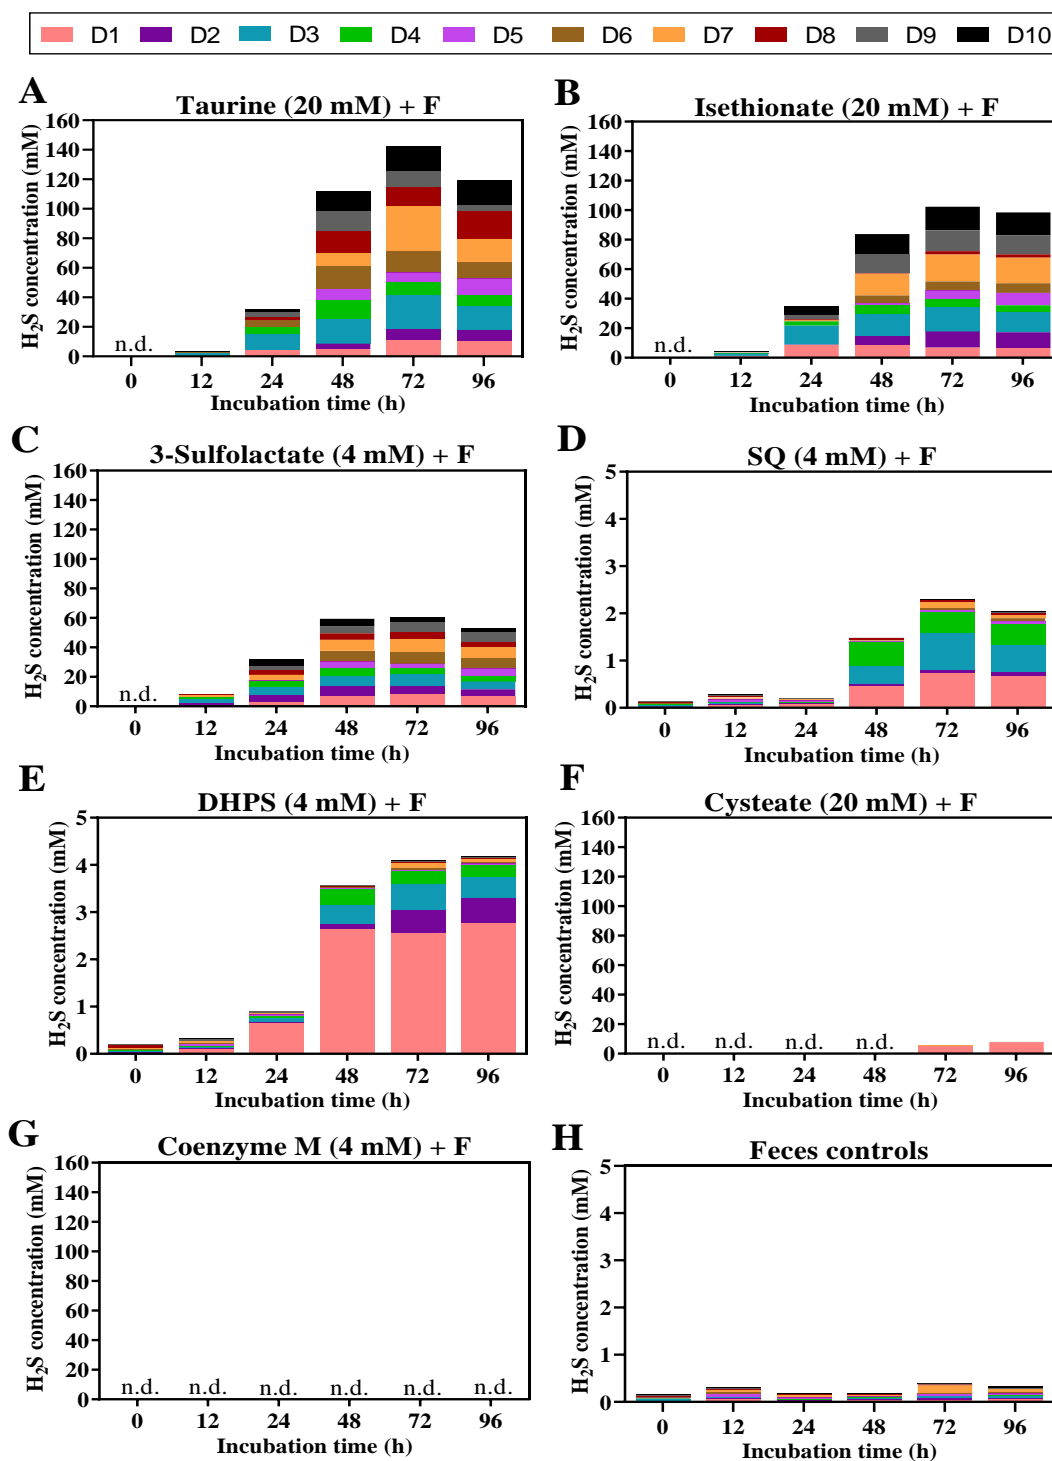 D1 D2 D3 D4 D5 D6 D7 D8 D9 D10
A
Taurine (20 mM) + F
H₂S concentration (mM)
160
140
120
100
80
60
40
20
0
n.d.
0 12 24 48 72 96
Incubation time (h)
B
Isethionate (20 mM) + F
H₂S concentration (mM)
160
140
120
100
80
60
40
20
0
n.d.
0 12 24 48 72 96
Incubation time (h)
C
3-Sulfolactate (4 mM) + F
H₂S concentration (mM)
160
140
120
100
80
60
40
20
0
n.d.
0 12 24 48 72 96
Incubation time (h)
D
SQ (4 mM) + F
H₂S concentration (mM)
5
4
3
2
1
0
0 12 24 48 72 96
Incubation time (h)
E
DHPS (4 mM) + F
H₂S concentration (mM)
5
4
3
2
1
0
0 12 24 48 72 96
Incubation time (h)
F
Cysteate (20 mM) + F
H₂S concentration (mM)
160
140
120
100
80
60
40
20
0
n.d. n.d. n.d. n.d.
0 12 24 48 72 96
Incubation time (h)
G
Coenzyme M (4 mM) + F
H₂S concentration (mM)
160
140
120
100
80
60
40
20
0
n.d. n.d. n.d. n.d. n.d. n.d.
0 12 24 48 72 96
Incubation time (h)
H
Feces controls
H₂S concentration (mM)
5
4
3
2
1
0
0 12 24 48 72 96
Incubation time (h)